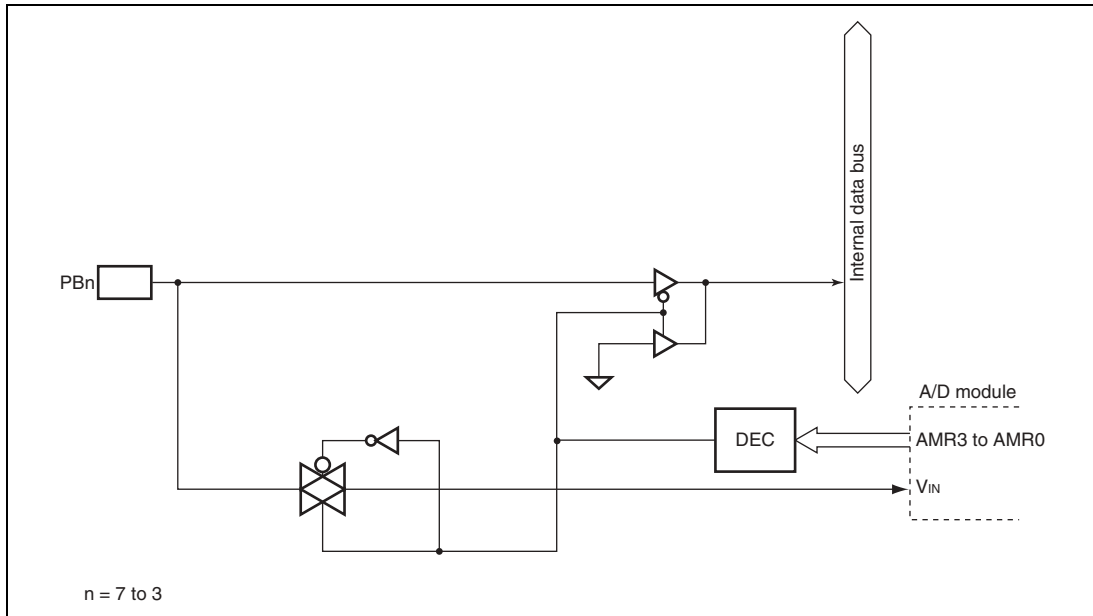 Internal data bus
PBn
A/D module
DEC
AMR3 to AMR0
VIN
n = 7 to 3